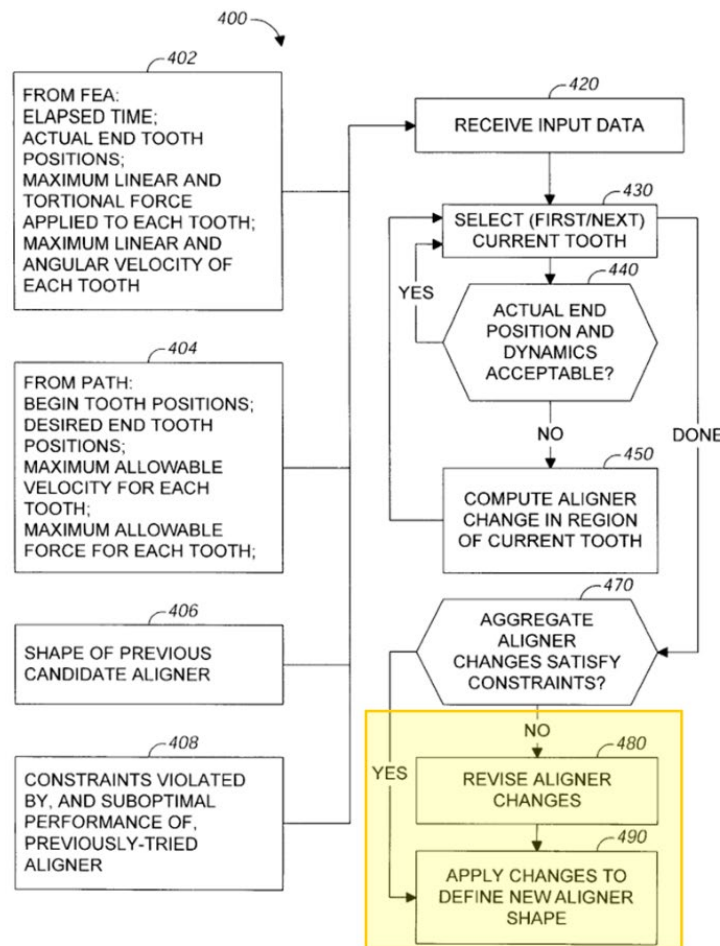 400
402
FROM FEA:
ELAPSED TIME;
ACTUAL END TOOTH
POSITIONS;
MAXIMUM LINEAR AND
TORTIONAL FORCE
APPLIED TO EACH TOOTH;
MAXIMUM LINEAR AND
ANGULAR VELOCITY OF
EACH TOOTH
404
FROM PATH:
BEGIN TOOTH POSITIONS;
DESIRED END TOOTH
POSITIONS;
MAXIMUM ALLOWABLE
VELOCITY FOR EACH
TOOTH;
MAXIMUM ALLOWABLE
FORCE FOR EACH TOOTH;
406
SHAPE OF PREVIOUS
CANDIDATE ALIGNER
408
CONSTRAINTS VIOLATED
BY, AND SUBOPTIMAL
PERFORMANCE OF,
PREVIOUSLY-TRIED
ALIGNER
420
RECEIVE INPUT DATA
430
SELECT (FIRST/NEXT)
CURRENT TOOTH
440
YES
ACTUAL END
POSITION AND
DYNAMICS
ACCEPTABLE?
NO
DONE
450
COMPUTE ALIGNER
CHANGE IN REGION
OF CURRENT TOOTH
470
AGGREGATE
ALIGNER
CHANGES SATISFY
CONSTRAINTS?
NO
YES
480
REVISE ALIGNER
CHANGES
490
APPLY CHANGES TO
DEFINE NEW ALIGNER
SHAPE